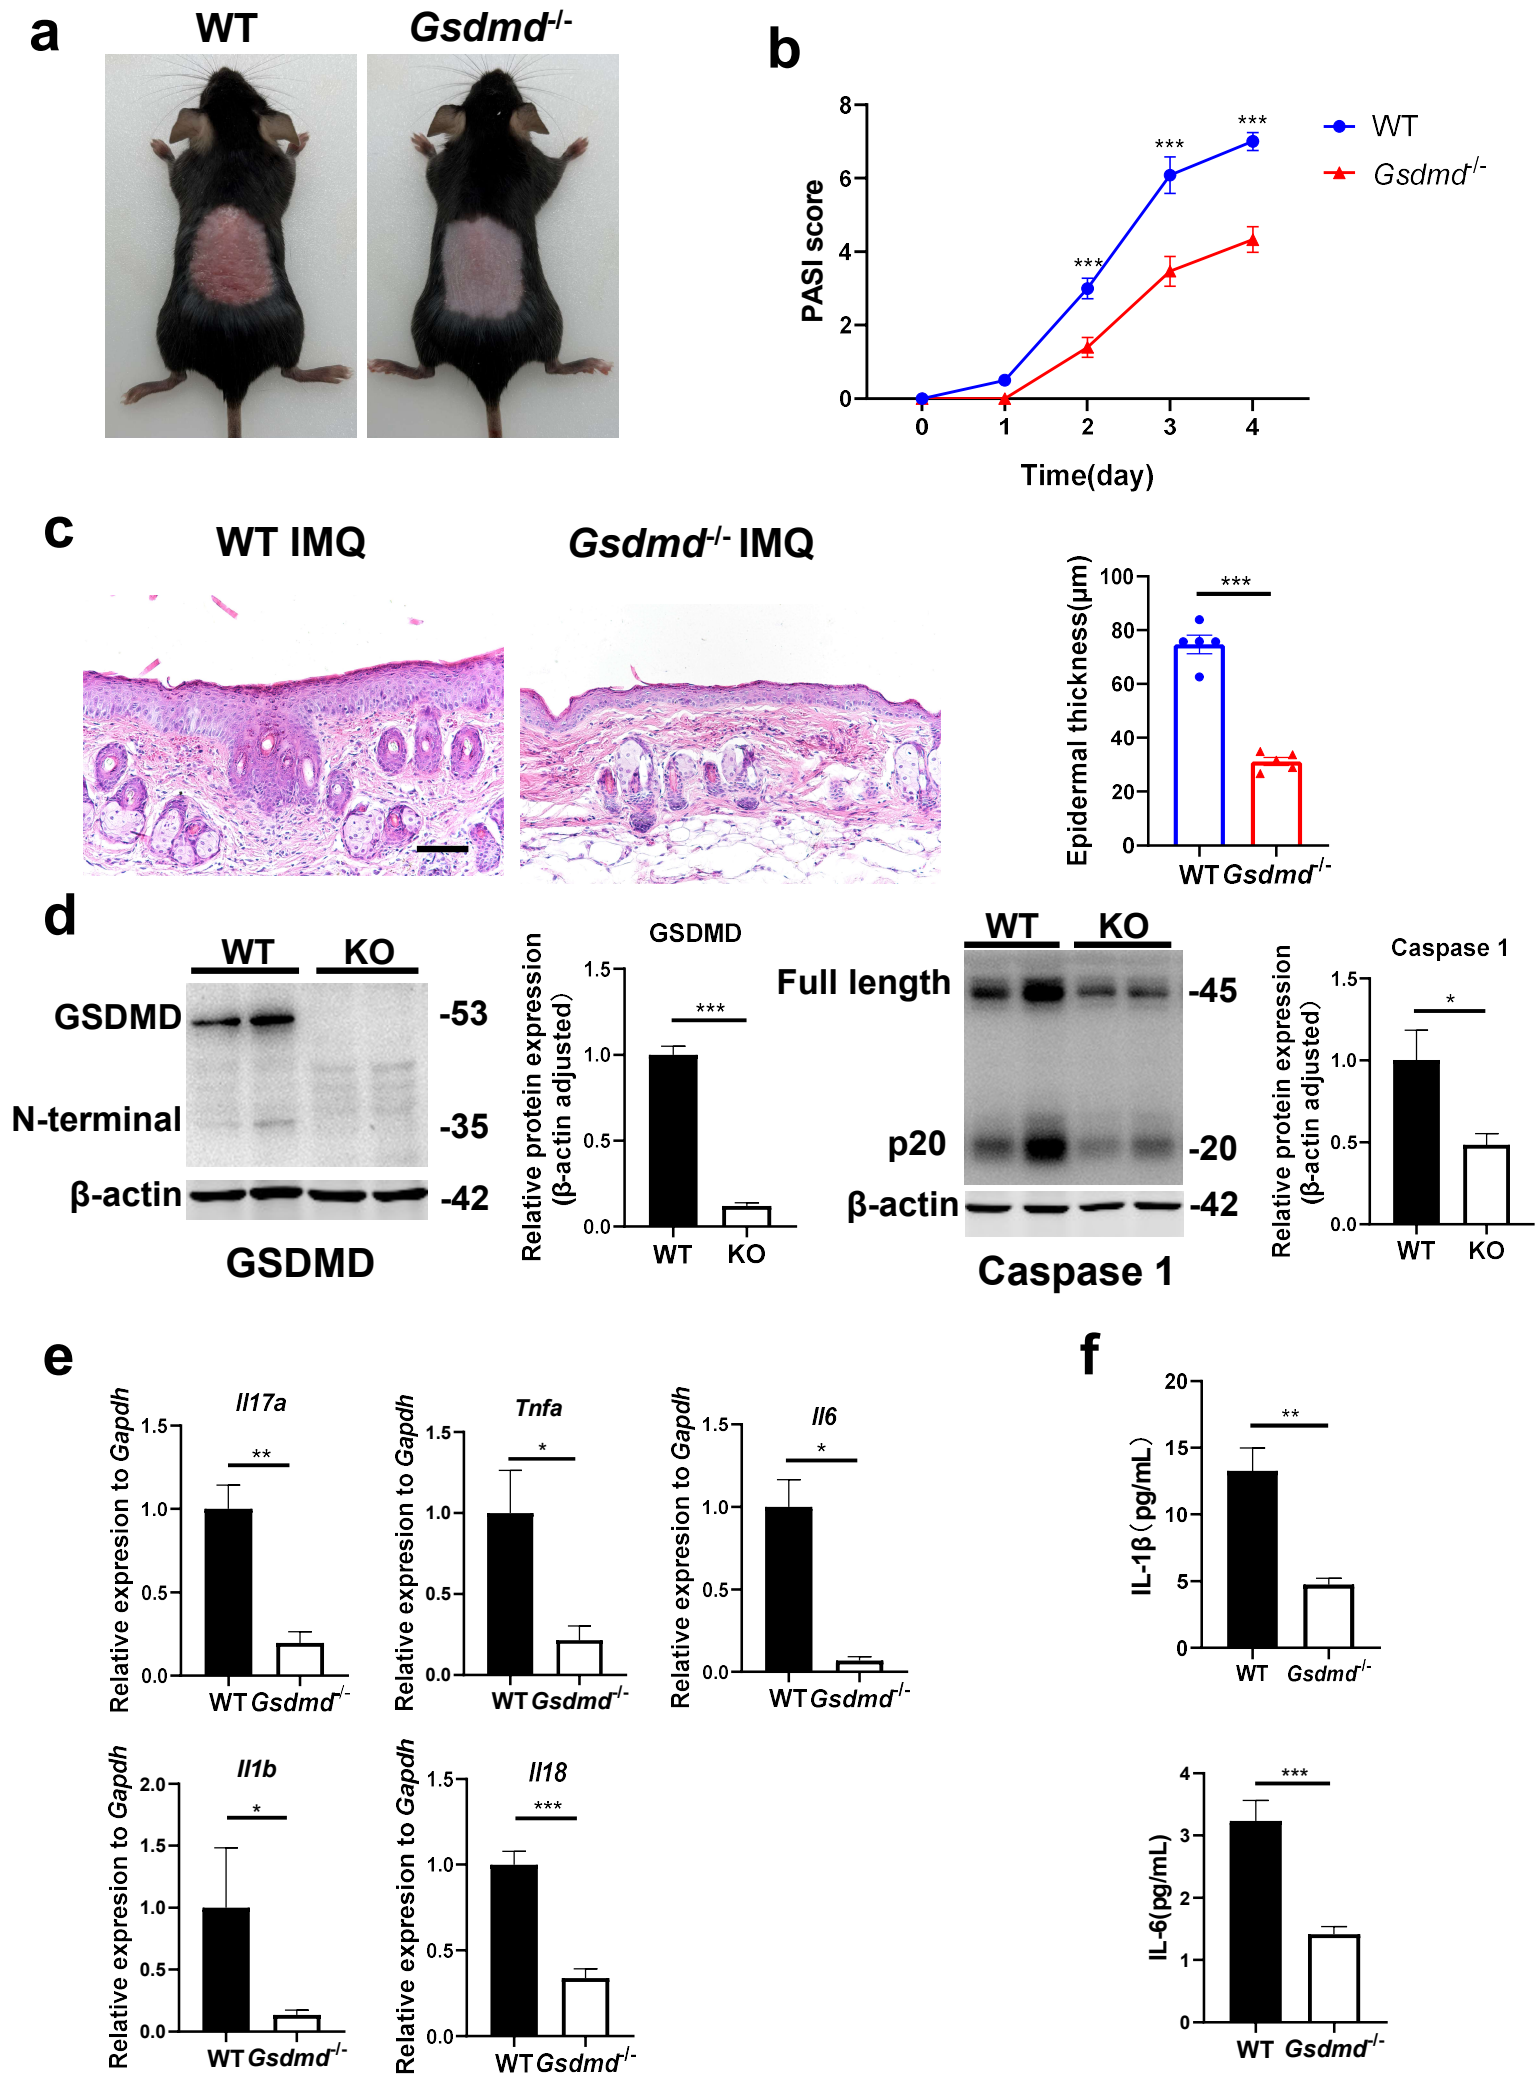 a
WT
Gsdmd-/-
b
8
6
4
2
0
PASI score
***
***
***
0 1 2 3 4
Time(day)
WT
Gsdmd-/-
c
WT IMQ
Gsdmd-/- IMQ
Epidermal thickness(μm)
100
80
60
40
20
0
***
WT Gsdmd-/-
d
WT KO
GSDMD
-53
N-terminal
-35
β-actin
-42
GSDMD
GSDMD
Relative protein expression
(β-actin adjusted)
1.5
1.0
0.5
0.0
***
WT KO
WT KO
Full length
-45
p20
-20
β-actin
-42
Caspase 1
Caspase 1
Relative protein expression
(β-actin adjusted)
1.5
1.0
0.5
0.0
*
WT KO
e
Il17a
Relative expresion to Gapdh
1.5
1.0
0.5
0.0
**
WT Gsdmd-/-
Tnfa
Relative expresion to Gapdh
1.5
1.0
0.5
0.0
*
WT Gsdmd-/-
Il6
Relative expresion to Gapdh
1.5
1.0
0.5
0.0
*
WT Gsdmd-/-
Il1b
Relative expresion to Gapdh
2.0
1.5
1.0
0.5
0.0
*
WT Gsdmd-/-
Il18
Relative expresion to Gapdh
1.5
1.0
0.5
0.0
***
WT Gsdmd-/-
f
IL-1β（pg/mL）
20
15
10
5
0
**
WT Gsdmd-/-
IL-6(pg/mL)
4
3
2
1
0
***
WT Gsdmd-/-